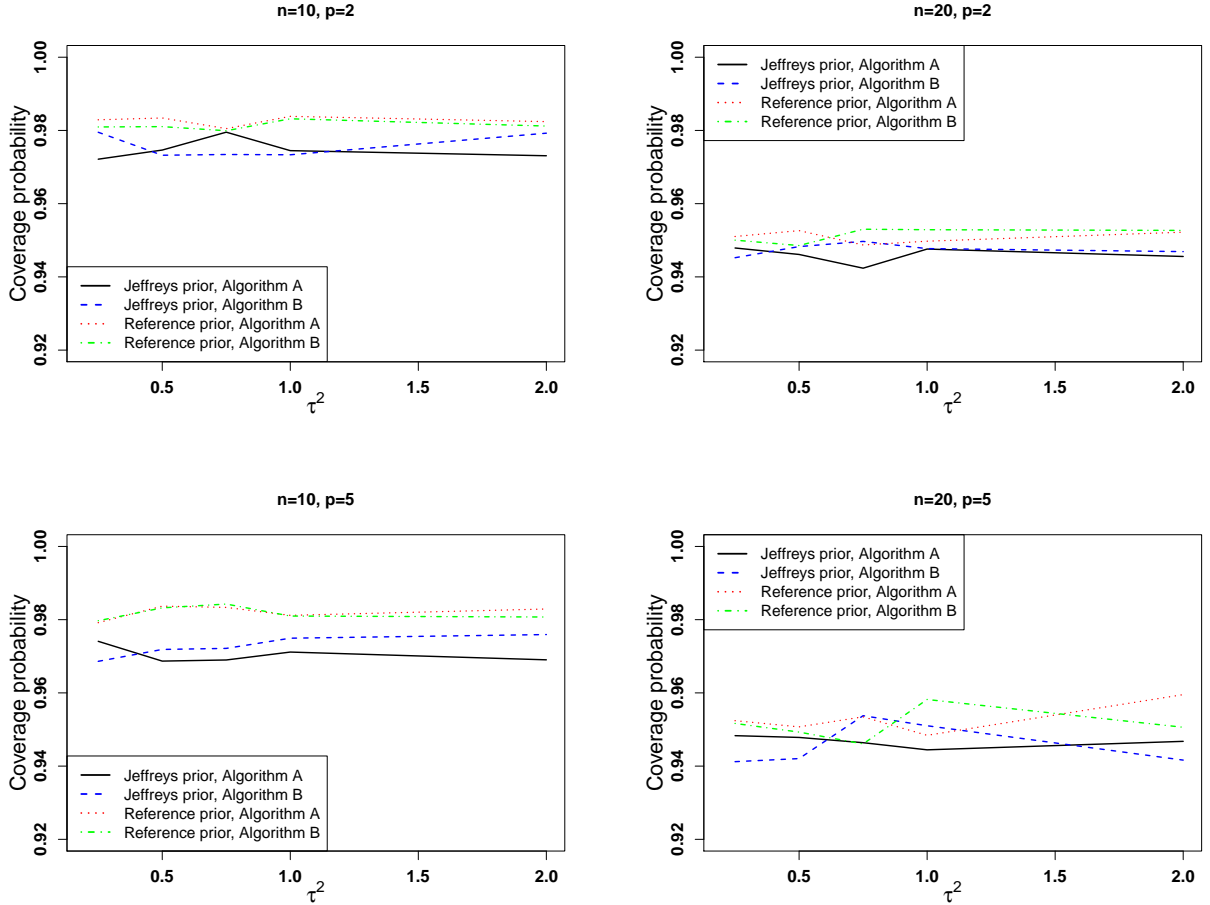 n=10, p=2
Coverage probability
1.00
0.98
0.96
0.94
0.92
Jeffreys prior, Algorithm A
Jeffreys prior, Algorithm B
Reference prior, Algorithm A
Reference prior, Algorithm B
0.5 1.0 1.5 2.0
τ²
n=20, p=2
Coverage probability
1.00
0.98
0.96
0.94
0.92
Jeffreys prior, Algorithm A
Jeffreys prior, Algorithm B
Reference prior, Algorithm A
Reference prior, Algorithm B
0.5 1.0 1.5 2.0
τ²
n=10, p=5
Coverage probability
1.00
0.98
0.96
0.94
0.92
Jeffreys prior, Algorithm A
Jeffreys prior, Algorithm B
Reference prior, Algorithm A
Reference prior, Algorithm B
0.5 1.0 1.5 2.0
τ²
n=20, p=5
Coverage probability
1.00
0.98
0.96
0.94
0.92
Jeffreys prior, Algorithm A
Jeffreys prior, Algorithm B
Reference prior, Algorithm A
Reference prior, Algorithm B
0.5 1.0 1.5 2.0
τ²